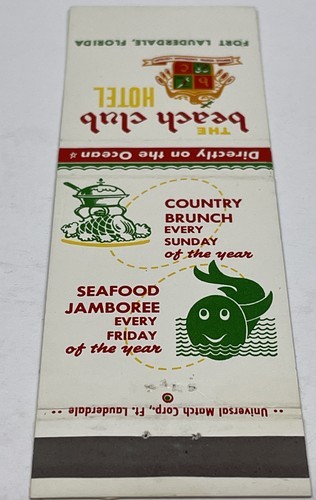 THE
beach club
HOTEL
FORT LAUDERDALE, FLORIDA
Directly on the Ocean
COUNTRY
BRUNCH
EVERY
SUNDAY
of the year
SEAFOOD
JAMBOREE
EVERY
FRIDAY
of the year
Universal Match Corp., Ft. Lauderdale